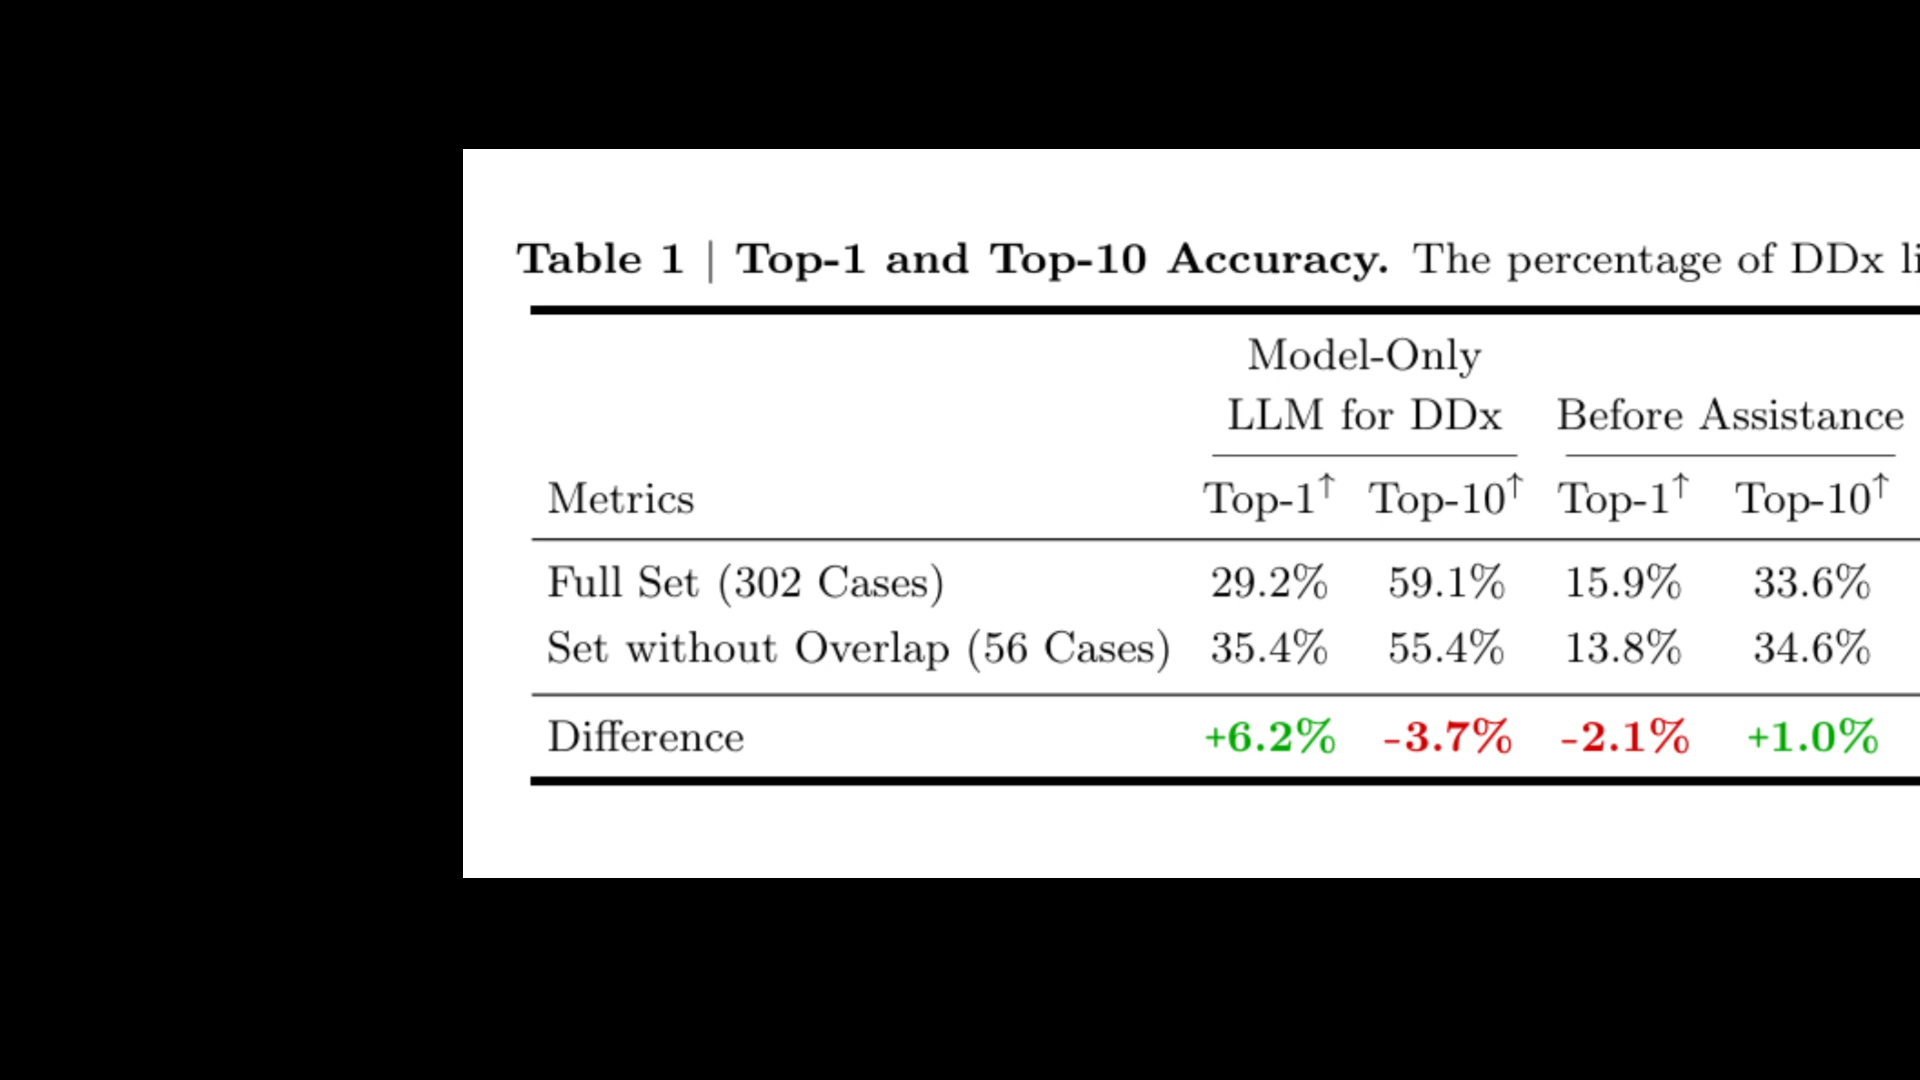 Table 1 | Top-1 and Top-10 Accuracy. The percentage of DDx
Model-Only
LLM for DDx Before Assistance
Metrics Top-1↑ Top-10↑ Top-1↑ Top-10↑
Full Set (302 Cases) 29.2% 59.1% 15.9% 33.6%
Set without Overlap (56 Cases) 35.4% 55.4% 13.8% 34.6%
Difference +6.2% -3.7% -2.1% +1.0%